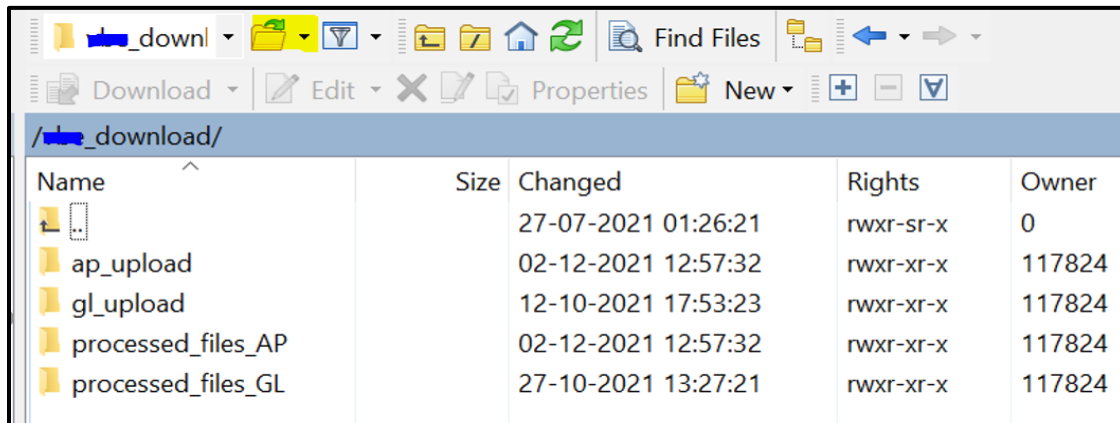 _downl
Find Files
Download Edit Properties New
/ _download/
Name Size Changed Rights Owner
.. 27-07-2021 01:26:21 rwxr-sr-x 0
ap_upload 02-12-2021 12:57:32 rwxr-xr-x 117824
gl_upload 12-10-2021 17:53:23 rwxr-xr-x 117824
processed_files_AP 02-12-2021 12:57:32 rwxr-xr-x 117824
processed_files_GL 27-10-2021 13:27:21 rwxr-xr-x 117824